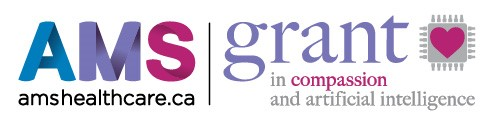 AMS
amshealthcare.ca
grant
in compassion
and artificial intelligence